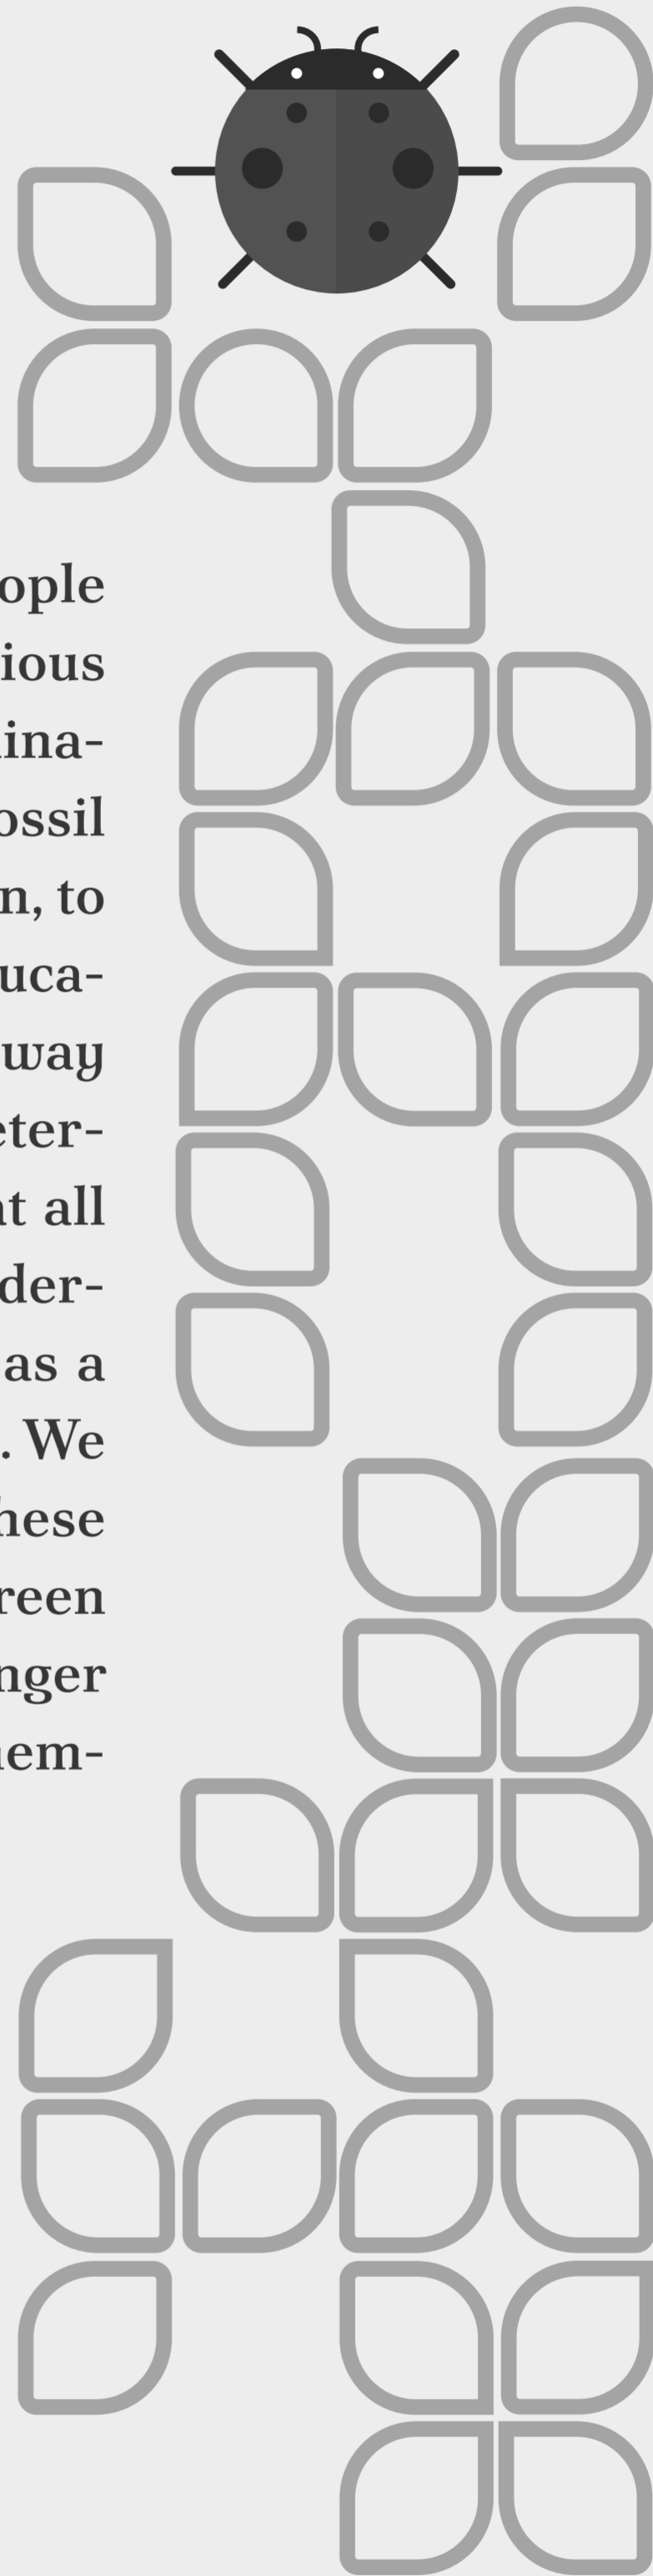 ople
ious
ina-
ossil
n, to
uca-
way
eter-
at all
der-
as a
. We
hese
reen
nger
em-